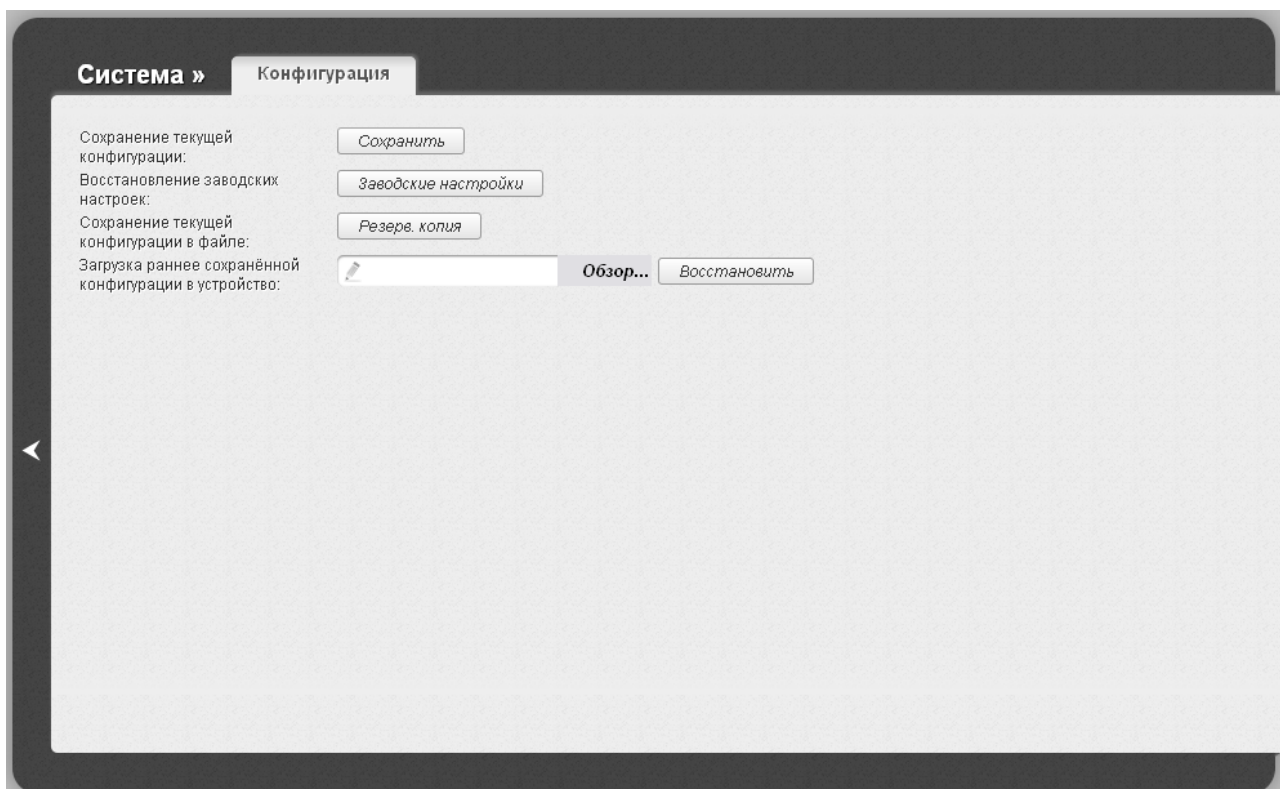 Система » Конфигурация
Сохранение текущей
конфигурации:
Сохранить
Восстановление заводских
настроек:
Заводские настройки
Сохранение текущей
конфигурации в файле:
Резерв. копия
Загрузка раннее сохранённой
конфигурации в устройство:
Обзор... Восстановить